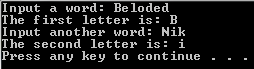 Input a word: Beloded
The first letter is: B
Input another word: Nik
The second letter is: i
Press any key to continue . . .